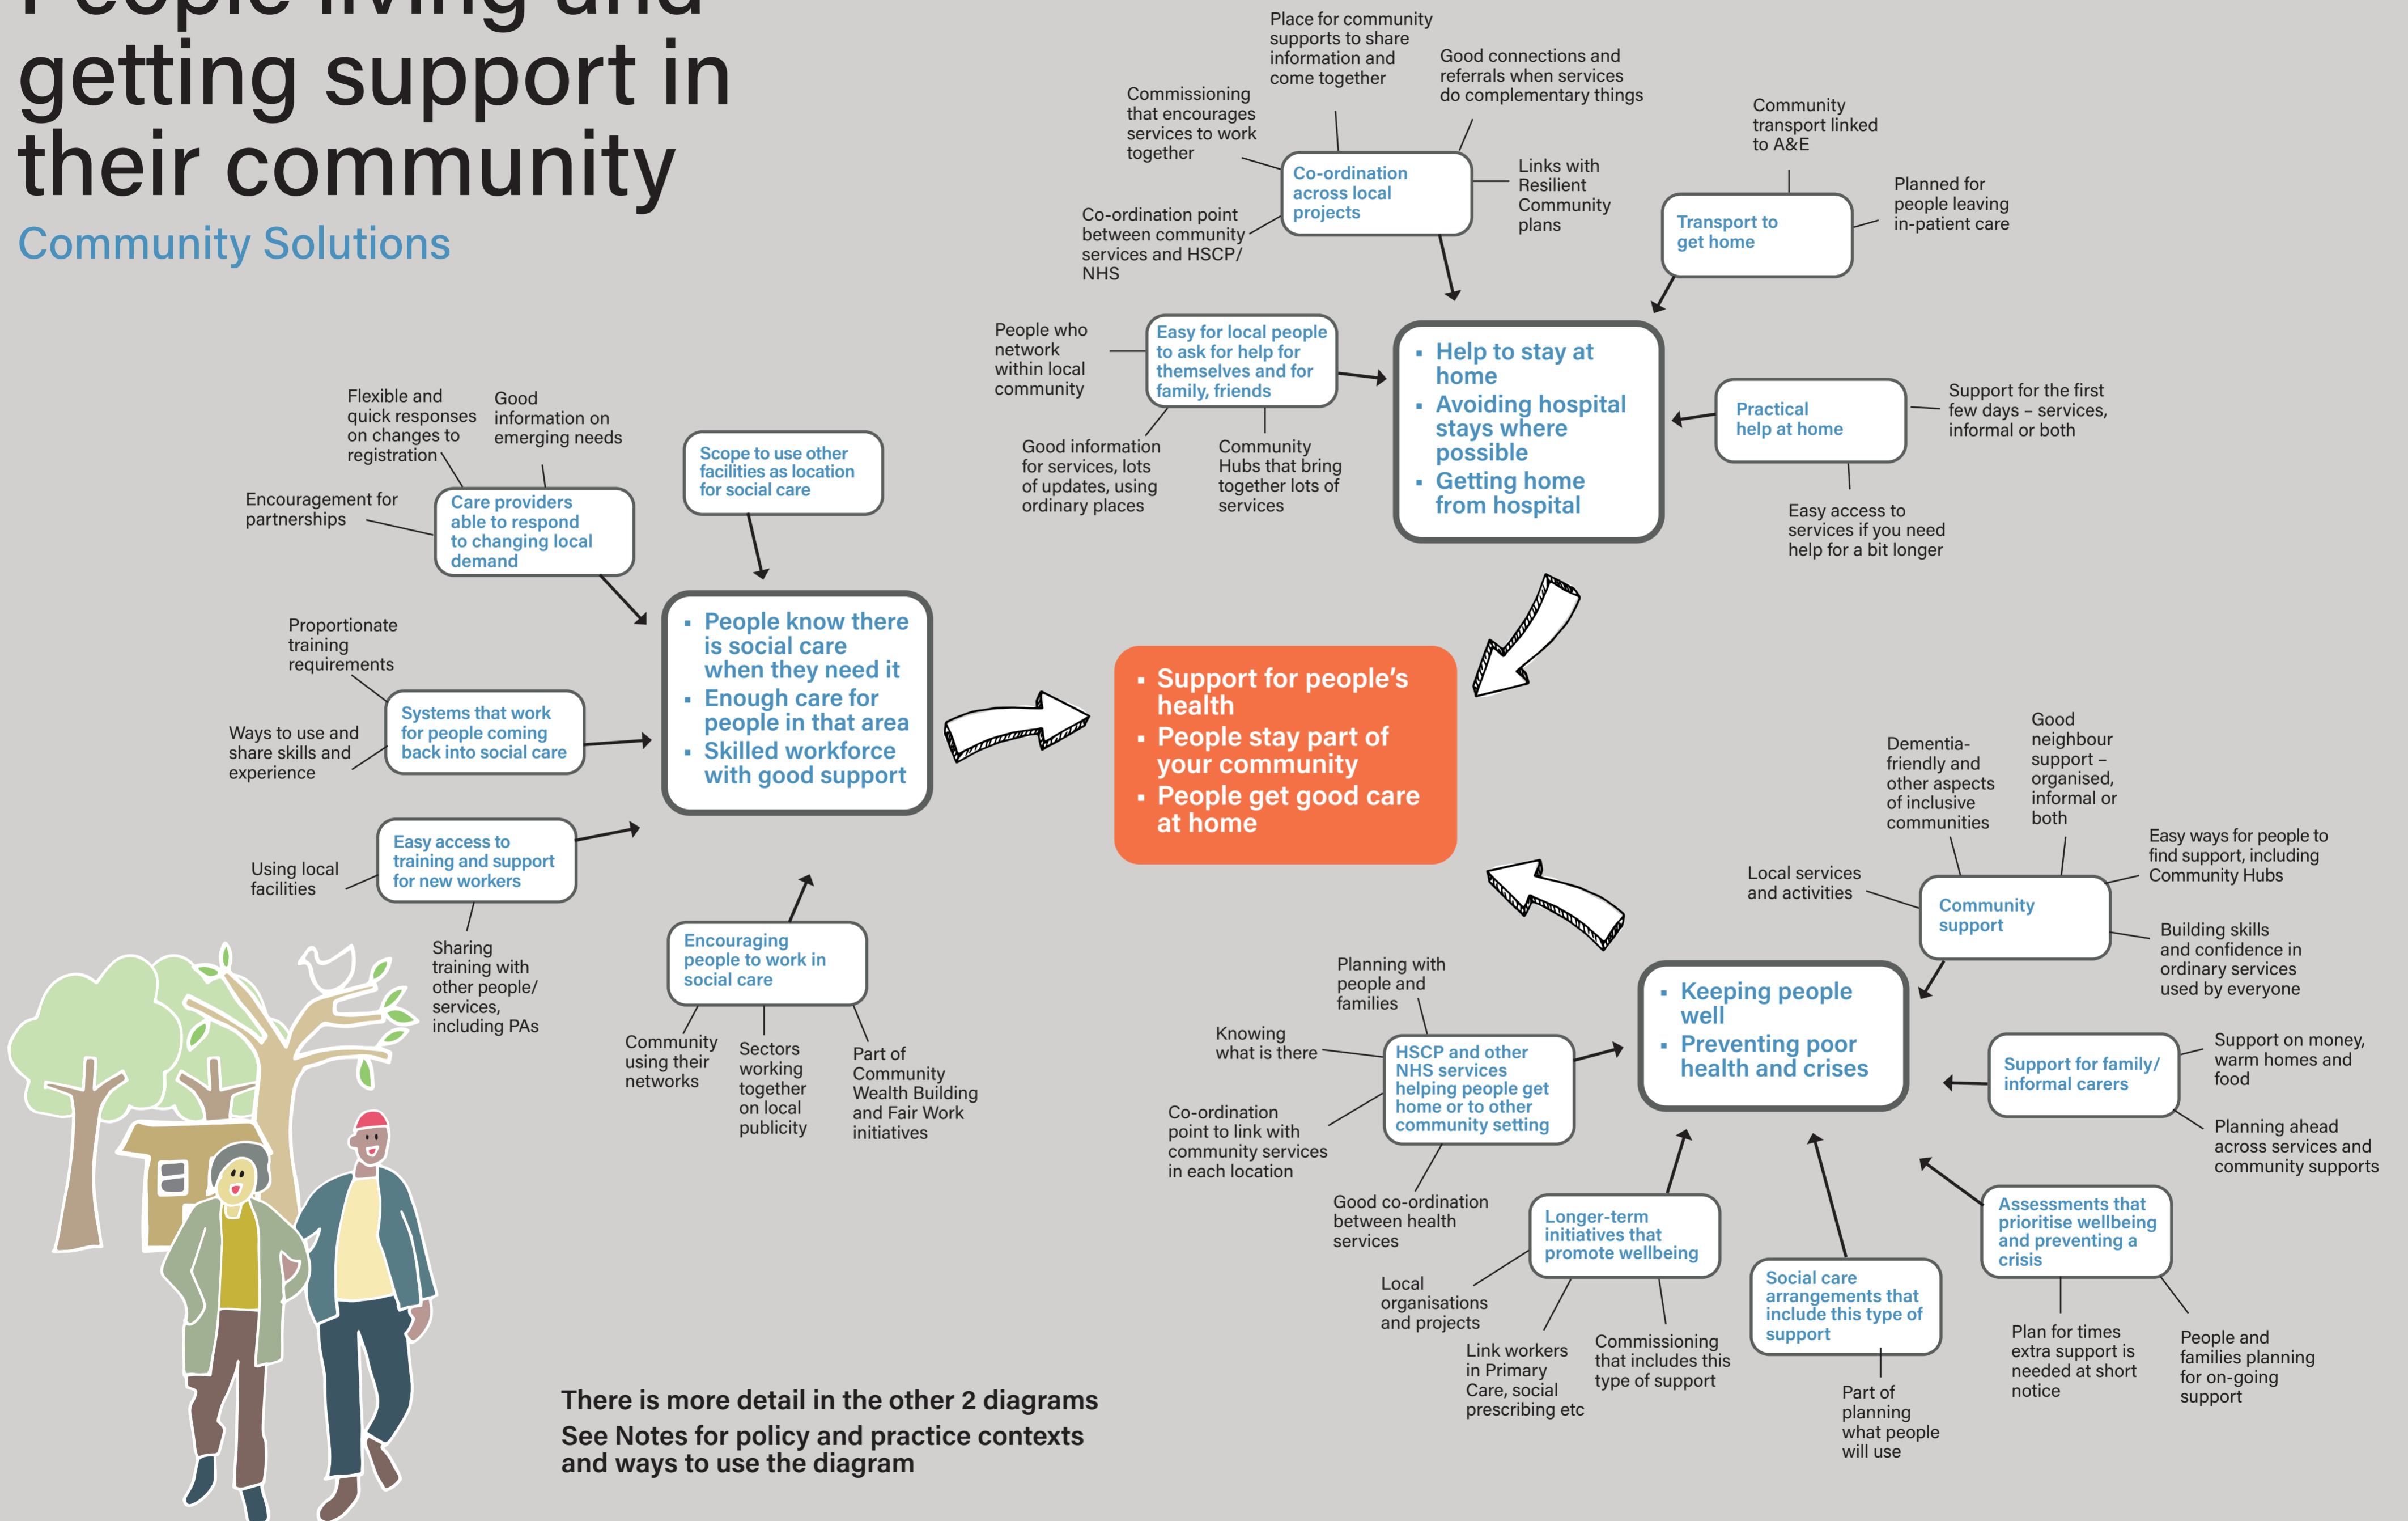 People living and
getting support in
their community
Community Solutions
Place for community
supports to share
information and
come together
Good connections and
referrals when services
do complementary things
Commissioning
that encourages
services to work
together
Co-ordination
across local
projects
Links with
Resilient
Community
plans
Co-ordination point
between community
services and HSCP/
NHS
Community
transport linked
to A&E
Transport to
get home
Planned for
people leaving
in-patient care
People who
network
within local
community
Easy for local people
to ask for help for
themselves and for
family, friends
Good information
for services, lots
of updates, using
ordinary places
Community
Hubs that bring
together lots of
services
▪ Help to stay at
home
▪ Avoiding hospital
stays where
possible
▪ Getting home
from hospital
Practical
help at home
Support for the first
few days – services,
informal or both
Easy access to
services if you need
help for a bit longer
Flexible and
quick responses
on changes to
registration
Good
information on
emerging needs
Encouragement for
partnerships
Care providers
able to respond
to changing local
demand
Scope to use other
facilities as location
for social care
Proportionate
training
requirements
Ways to use and
share skills and
experience
Systems that work
for people coming
back into social care
▪ People know there
is social care
when they need it
▪ Enough care for
people in that area
▪ Skilled workforce
with good support
Using local
facilities
Easy access to
training and support
for new workers
Sharing
training with
other people/
services,
including PAs
Encouraging
people to work in
social care
Community
using their
networks
Sectors
working
together
on local
publicity
Part of
Community
Wealth Building
and Fair Work
initiatives
▪ Support for people’s
health
▪ People stay part of
your community
▪ People get good care
at home
Dementia-
friendly and
other aspects
of inclusive
communities
Good
neighbour
support –
organised,
informal or
both
Easy ways for people to
find support, including
Community Hubs
Local services
and activities
Community
support
Building skills
and confidence in
ordinary services
used by everyone
Planning with
people and
families
Knowing
what is there
HSCP and other
NHS services
helping people get
home or to other
community setting
Co-ordination
point to link with
community services
in each location
Good co-ordination
between health
services
▪ Keeping people
well
▪ Preventing poor
health and crises
Support for family/
informal carers
Support on money,
warm homes and
food
Planning ahead
across services and
community supports
Longer-term
initiatives that
promote wellbeing
Local
organisations
and projects
Link workers
in Primary
Care, social
prescribing etc
Commissioning
that includes this
type of support
Social care
arrangements that
include this type of
support
Part of
planning
what people
will use
Assessments that
prioritise wellbeing
and preventing a
crisis
Plan for times
extra support is
needed at short
notice
People and
families planning
for on-going
support
There is more detail in the other 2 diagrams
See Notes for policy and practice contexts
and ways to use the diagram